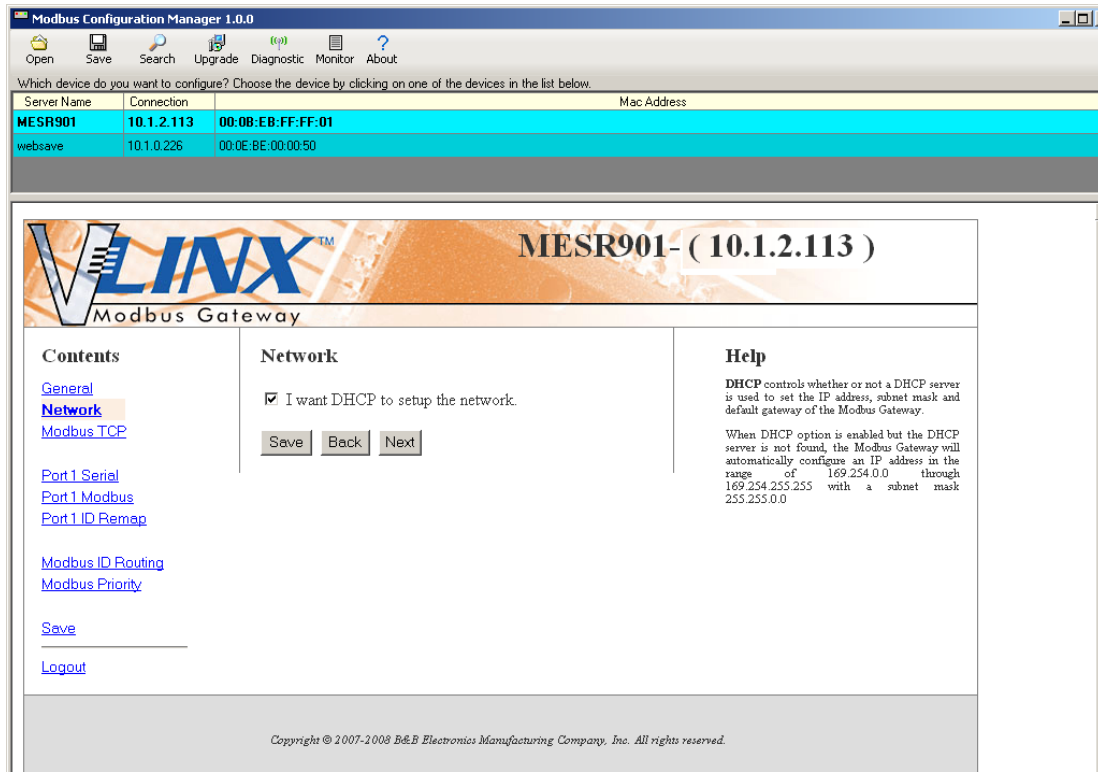 Modbus Configuration Manager 1.0.0
Open Save Search Upgrade Diagnostic Monitor About
Which device do you want to configure? Choose the device by clicking on one of the devices in the list below.
Server Name Connection Mac Address
MESR901 10.1.2.113 00:0B:EB:FF:FF:01
websave 10.1.0.226 00:0E:BE:00:00:50
VLINX TM
Modbus Gateway
MESR901- ( 10.1.2.113 )
Contents
General
Network
Modbus TCP
Port 1 Serial
Port 1 Modbus
Port 1 ID Remap
Modbus ID Routing
Modbus Priority
Save
Logout
Network
I want DHCP to setup the network.
Save Back Next
Help
DHCP controls whether or not a DHCP server
is used to set the IP address, subnet mask and
default gateway of the Modbus Gateway.
When DHCP option is enabled but the DHCP
server is not found, the Modbus Gateway will
automatically configure an IP address in the
range of 169.254.0.0 through
169.254.255.255 with a subnet mask
255.255.0.0
Copyright © 2007-2008 B&B Electronics Manufacturing Company, Inc. All rights reserved.